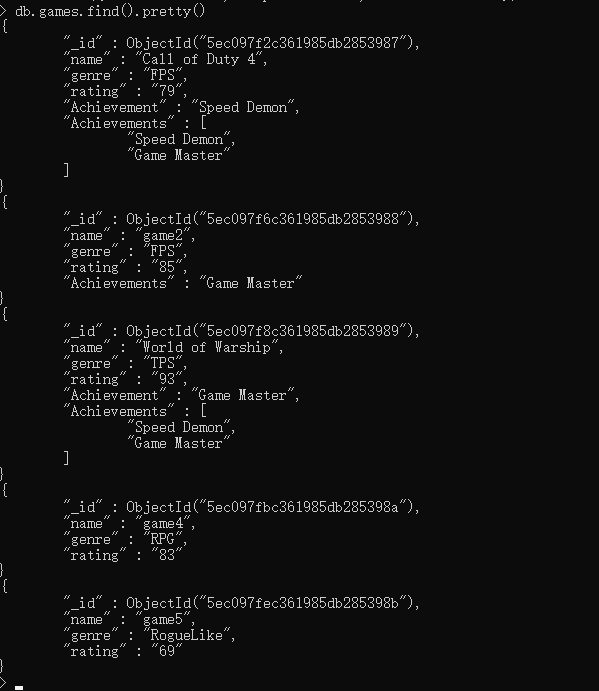 > db.games.find().pretty()
{
"_id" : ObjectId("5ec097f2c361985db2853987"),
"name" : "Call of Duty 4",
"genre" : "FPS",
"rating" : "79",
"Achievement" : "Speed Demon",
"Achievements" : [
"Speed Demon",
"Game Master"
]
}
{
"_id" : ObjectId("5ec097f6c361985db2853988"),
"name" : "game2",
"genre" : "FPS",
"rating" : "85",
"Achievements" : "Game Master"
}
{
"_id" : ObjectId("5ec097f8c361985db2853989"),
"name" : "World of Warship",
"genre" : "TPS",
"rating" : "93",
"Achievement" : "Game Master",
"Achievements" : [
"Speed Demon",
"Game Master"
]
}
{
"_id" : ObjectId("5ec097fbc361985db285398a"),
"name" : "game4",
"genre" : "RPG",
"rating" : "83"
}
{
"_id" : ObjectId("5ec097fec361985db285398b"),
"name" : "game5",
"genre" : "RogueLike",
"rating" : "69"
}
>